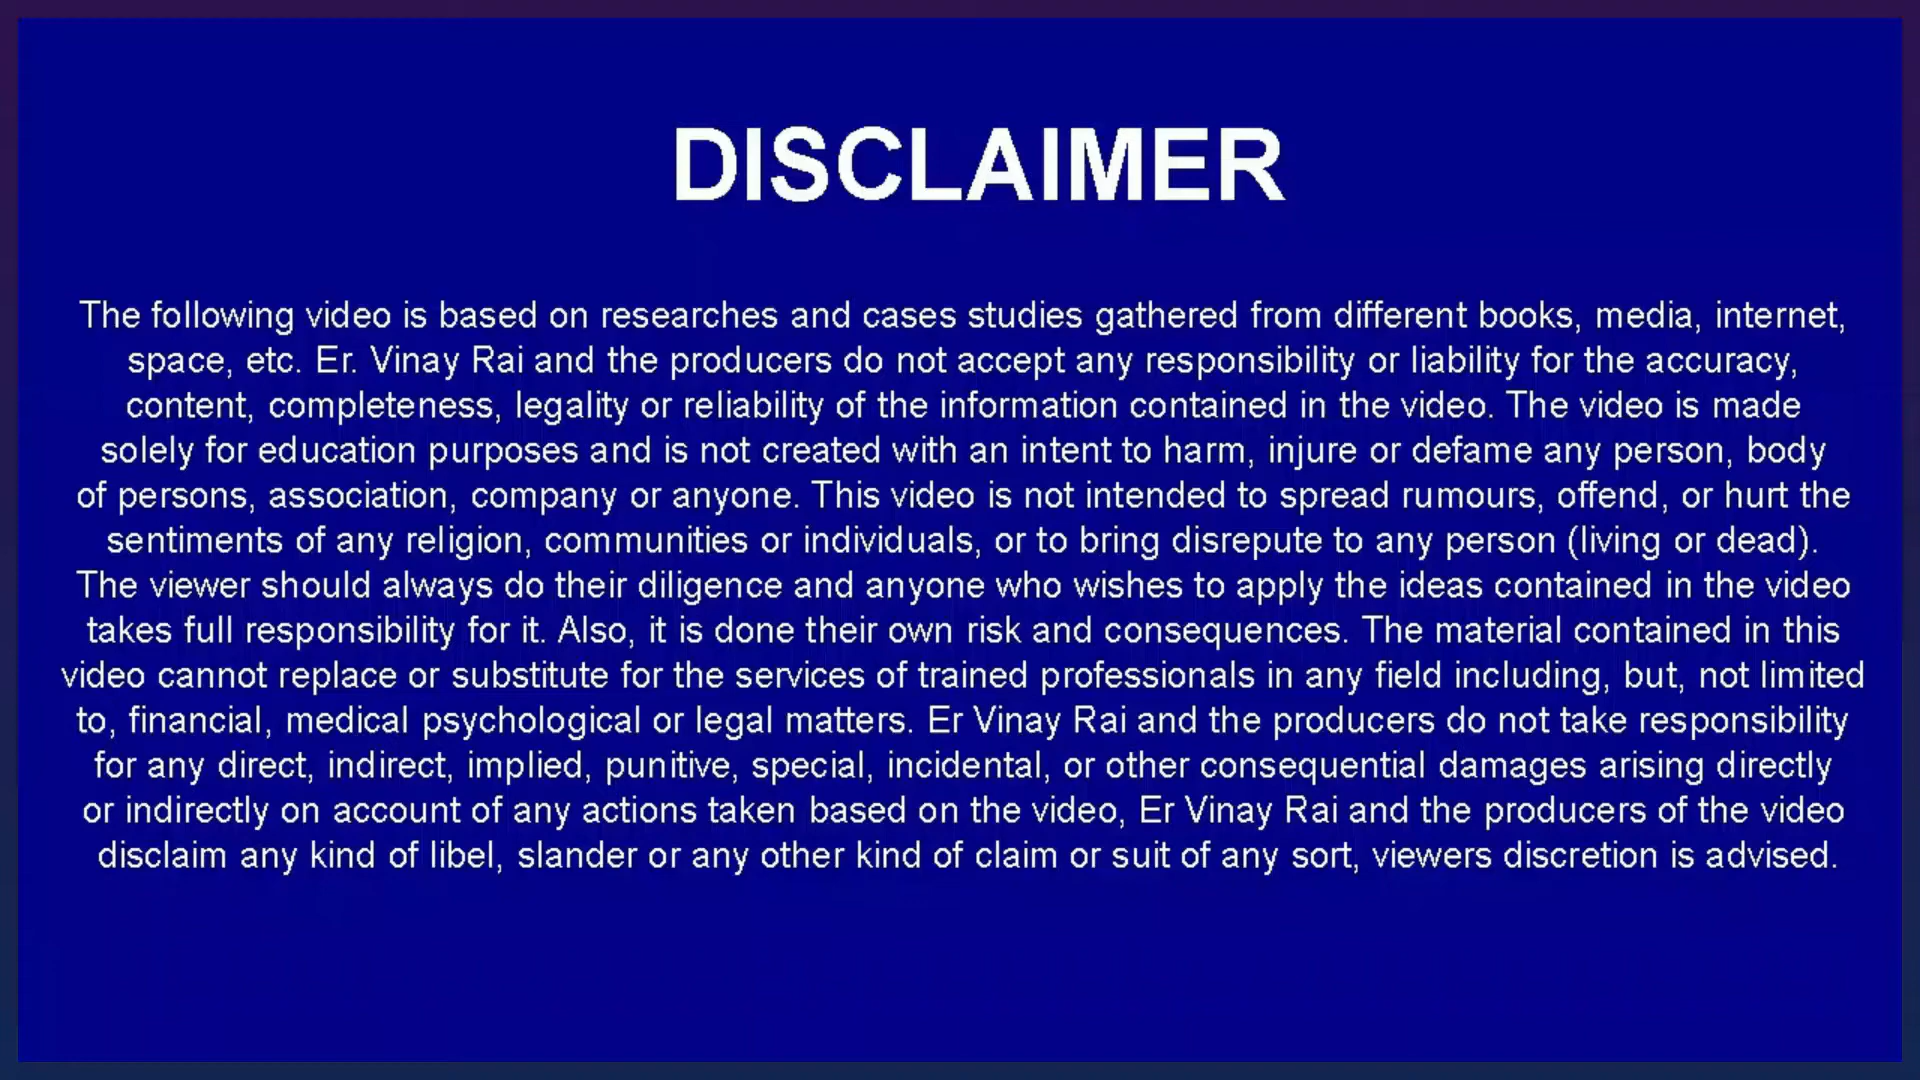 DISCLAIMER
The following video is based on researches and cases studies gathered from different books, media, internet,
space, etc. Er. Vinay Rai and the producers do not accept any responsibility or liability for the accuracy,
content, completeness, legality or reliability of the information contained in the video. The video is made
solely for education purposes and is not created with an intent to harm, injure or defame any person, body
of persons, association, company or anyone. This video is not intended to spread rumours, offend, or hurt the
sentiments of any religion, communities or individuals, or to bring disrepute to any person (living or dead).
The viewer should always do their diligence and anyone who wishes to apply the ideas contained in the video
takes full responsibility for it. Also, it is done their own risk and consequences. The material contained in this
video cannot replace or substitute for the services of trained professionals in any field including, but, not limited
to, financial, medical psychological or legal matters. Er Vinay Rai and the producers do not take responsibility
for any direct, indirect, implied, punitive, special, incidental, or other consequential damages arising directly
or indirectly on account of any actions taken based on the video, Er Vinay Rai and the producers of the video
disclaim any kind of libel, slander or any other kind of claim or suit of any sort, viewers discretion is advised.